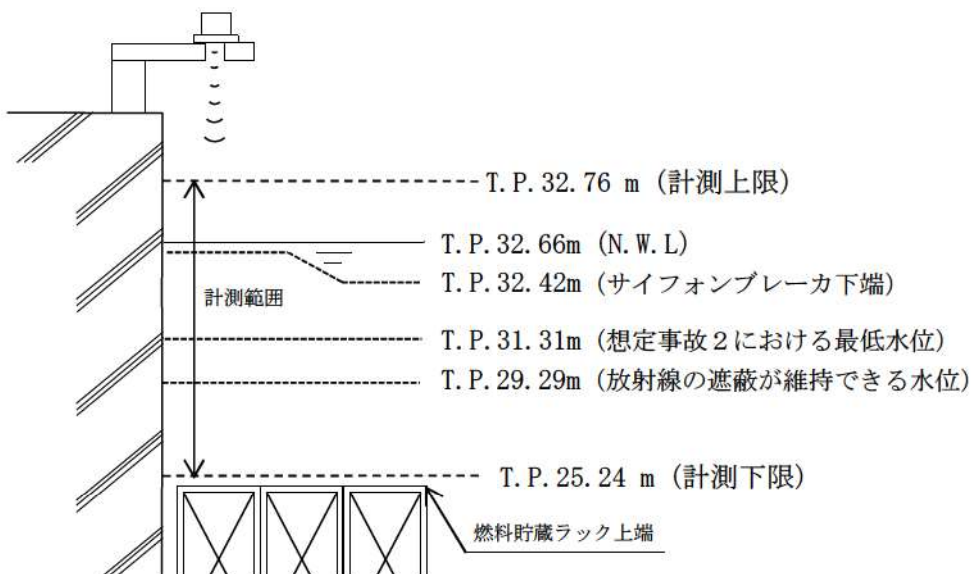 T.P.32.76 m (計測上限)
T.P.32.66m (N.W.L)
T.P.32.42m(サイフォンブレーカ下端)
計測範囲
T.P.31.31m (想定事故2における最低水位)
T.P.29.29m(放射線の遮蔽が維持できる水位)
T.P.25.24 m (計測下限)
燃料貯蔵ラック上端